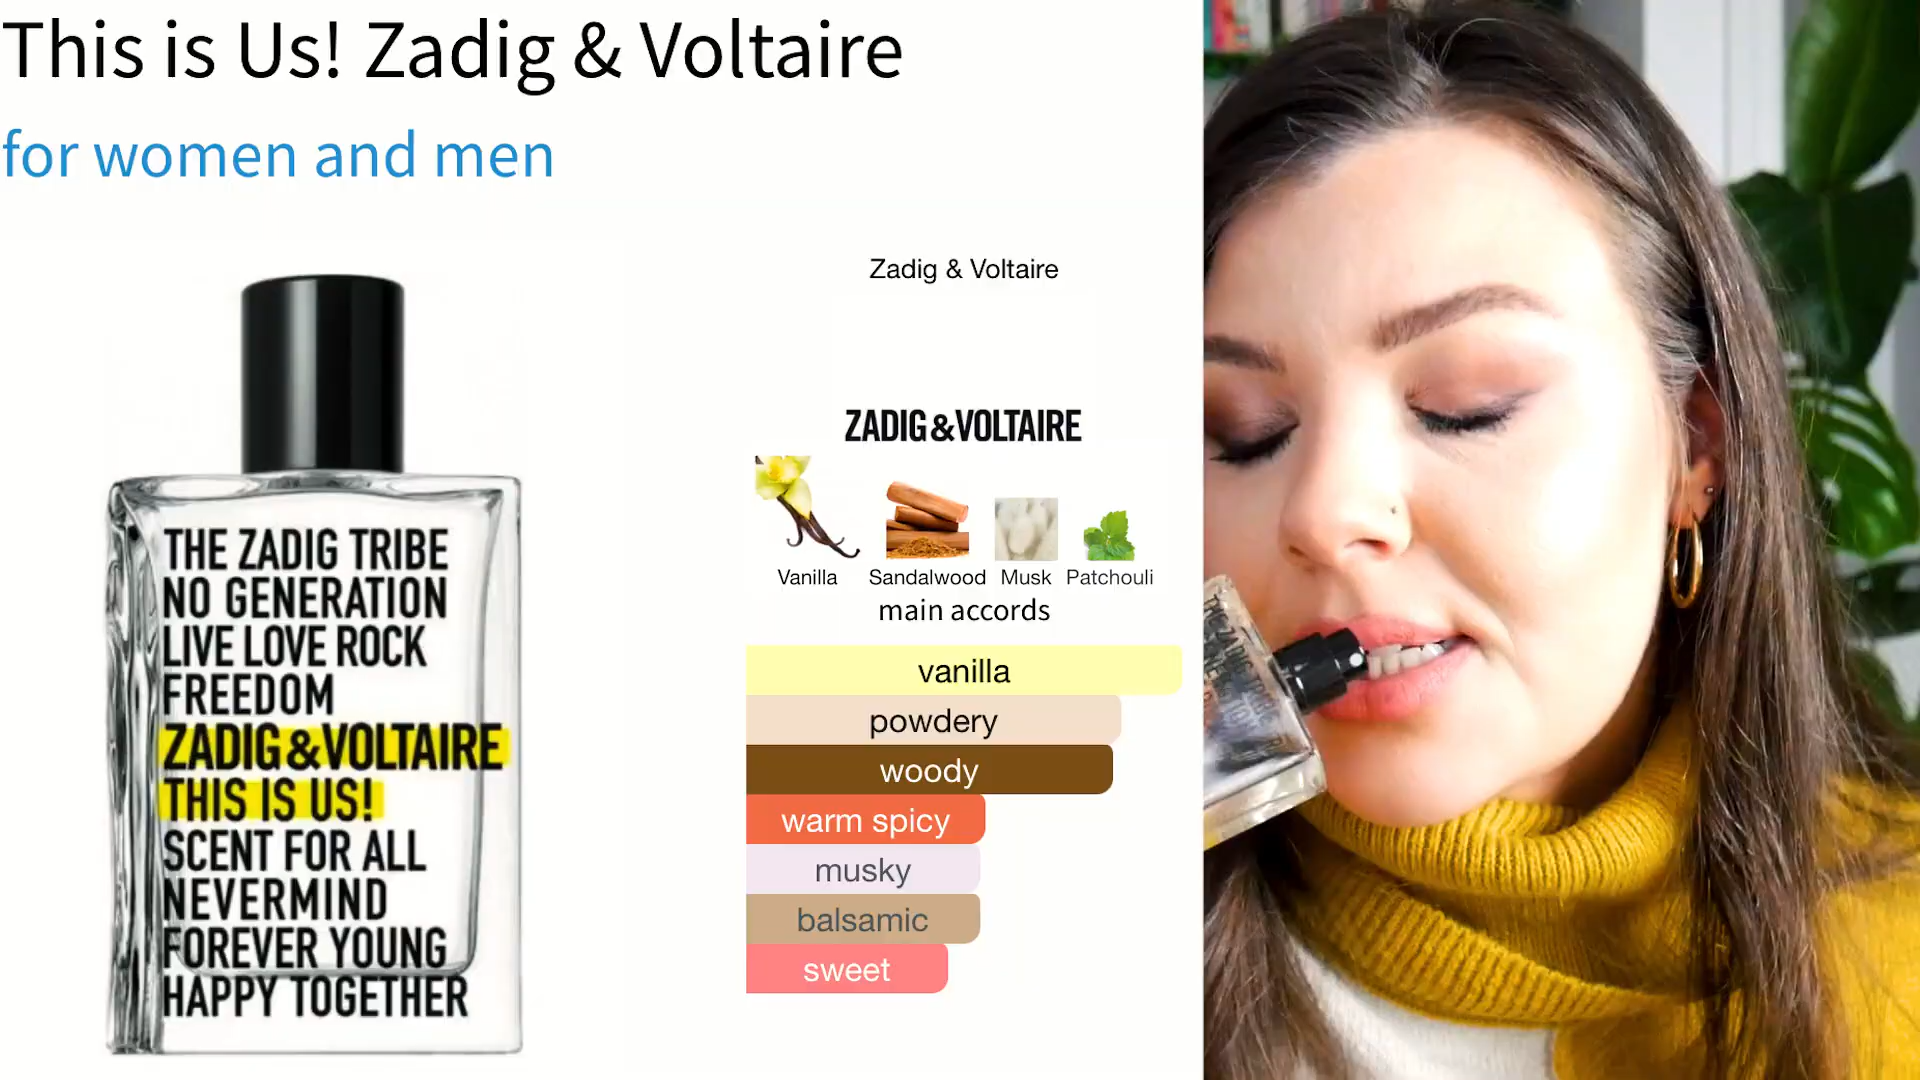 This is Us! Zadig & Voltaire
for women and men
THE ZADIG TRIBE
NO GENERATION
LIVE LOVE ROCK
FREEDOM
ZADIG&VOLTAIRE
THIS IS US!
SCENT FOR ALL
NEVERMIND
FOREVER YOUNG
HAPPY TOGETHER
Zadig & Voltaire
ZADIG&VOLTAIRE
Vanilla Sandalwood Musk Patchouli
main accords
vanilla
powdery
woody
warm spicy
musky
balsamic
sweet